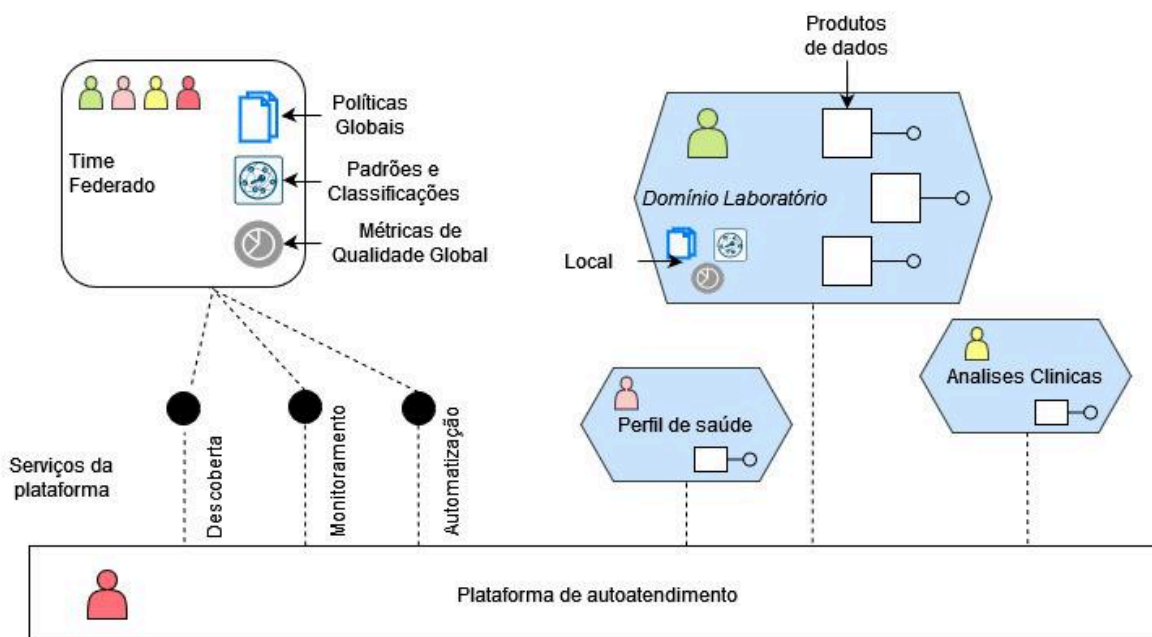 Produtos
de dados
Políticas
Globais
Time
Federado
Padrões e
Classificações
Métricas de
Qualidade Global
Domínio Laboratório
Local
Analises Clinicas
Perfil de saúde
Serviços da
plataforma
Descoberta
Monitoramento
Automatização
Plataforma de autoatendimento